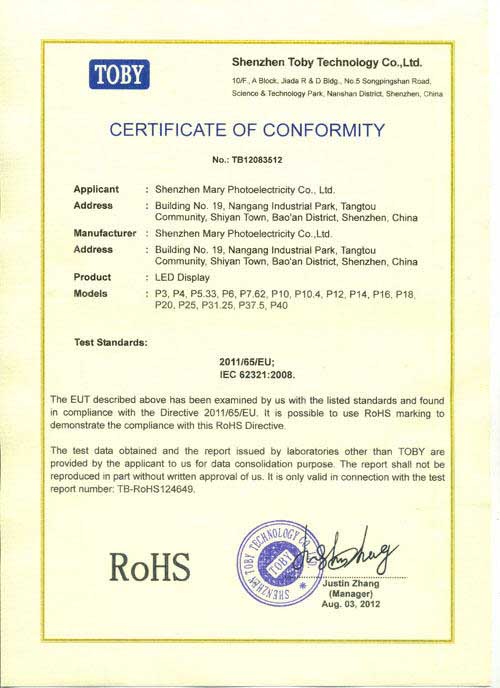 TOBY
Shenzhen Toby Technology Co.,Ltd.
10/F., A Block, Jiada R & D Bldg., No.5 Songpingshan Road,
Science & Technology Park, Nanshan District, Shenzhen, China
CERTIFICATE OF CONFORMITY
No.: TB12083512
Applicant : Shenzhen Mary Photoelectricity Co., Ltd.
Address : Building No. 19, Nangang Industrial Park, Tangtou
Community, Shiyan Town, Bao'an District, Shenzhen, China
Manufacturer : Shenzhen Mary Photoelectricity Co.,Ltd.
Address : Building No. 19, Nangang Industrial Park, Tangtou
Community, Shiyan Town, Bao'an District, Shenzhen, China
Product : LED Display
Models : P3, P4, P5.33, P6, P7.62, P10, P10.4, P12, P14, P16, P18,
P20, P25, P31.25, P37.5, P40
Test Standards:
2011/65/EU;
IEC 62321:2008.
The EUT described above has been examined by us with the listed standards and found
in compliance with the Directive 2011/65/EU. It is possible to use RoHS marking to
demonstrate the compliance with this RoHS Directive.
The test data obtained and the report issued by laboratories other than TOBY are
provided by the applicant to us for data consolidation purpose. The report shall not be
reproduced in part without written approval of us. It is only valid in connection with the test
report number: TB-RoHS124649.
RoHS
SHENZHEN TOBY TECHNOLOGY CO.
TOBY
Justin Zhang
(Manager)
Aug. 03, 2012